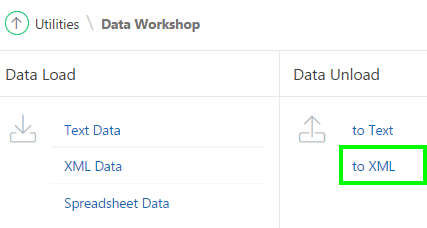 Utilities \ Data Workshop
Data Load
Text Data
XML Data
Spreadsheet Data
Data Unload
to Text
to XML